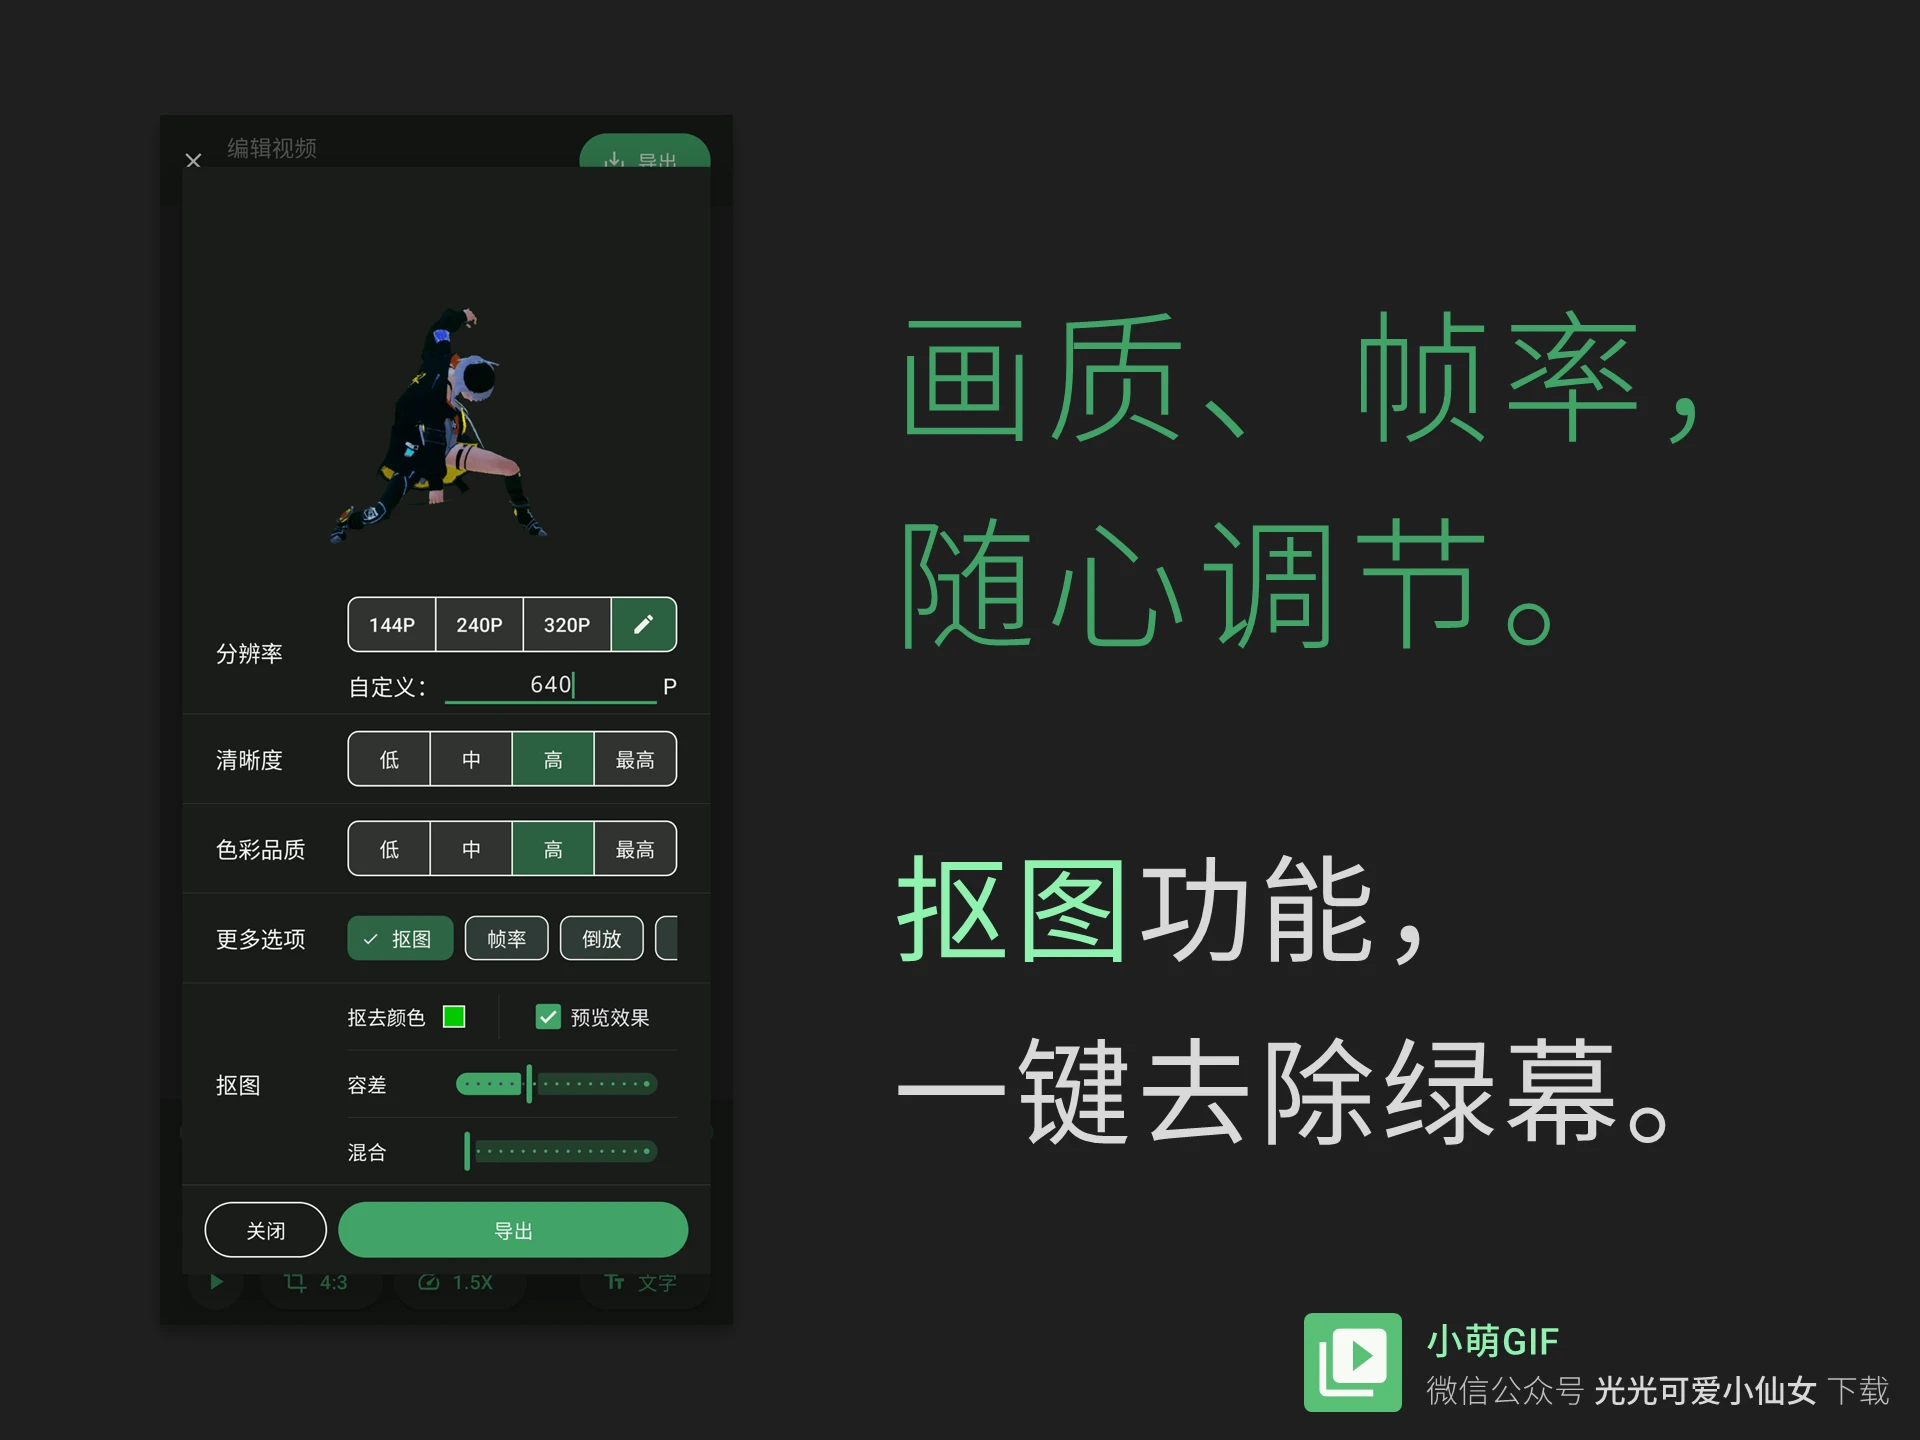 编辑视频
导出
分辨率
144P 240P 320P
自定义： 640 P
清晰度 低 中 高 最高
色彩品质 低 中 高 最高
更多选项 抠图 帧率 倒放
抠图
抠去颜色 预览效果
容差
混合
关闭 导出
4:3 1.5X 文字
画质、帧率，
随心调节。
抠图功能，
一键去除绿幕。
小萌GIF
微信公众号 光光可爱小仙女 下载